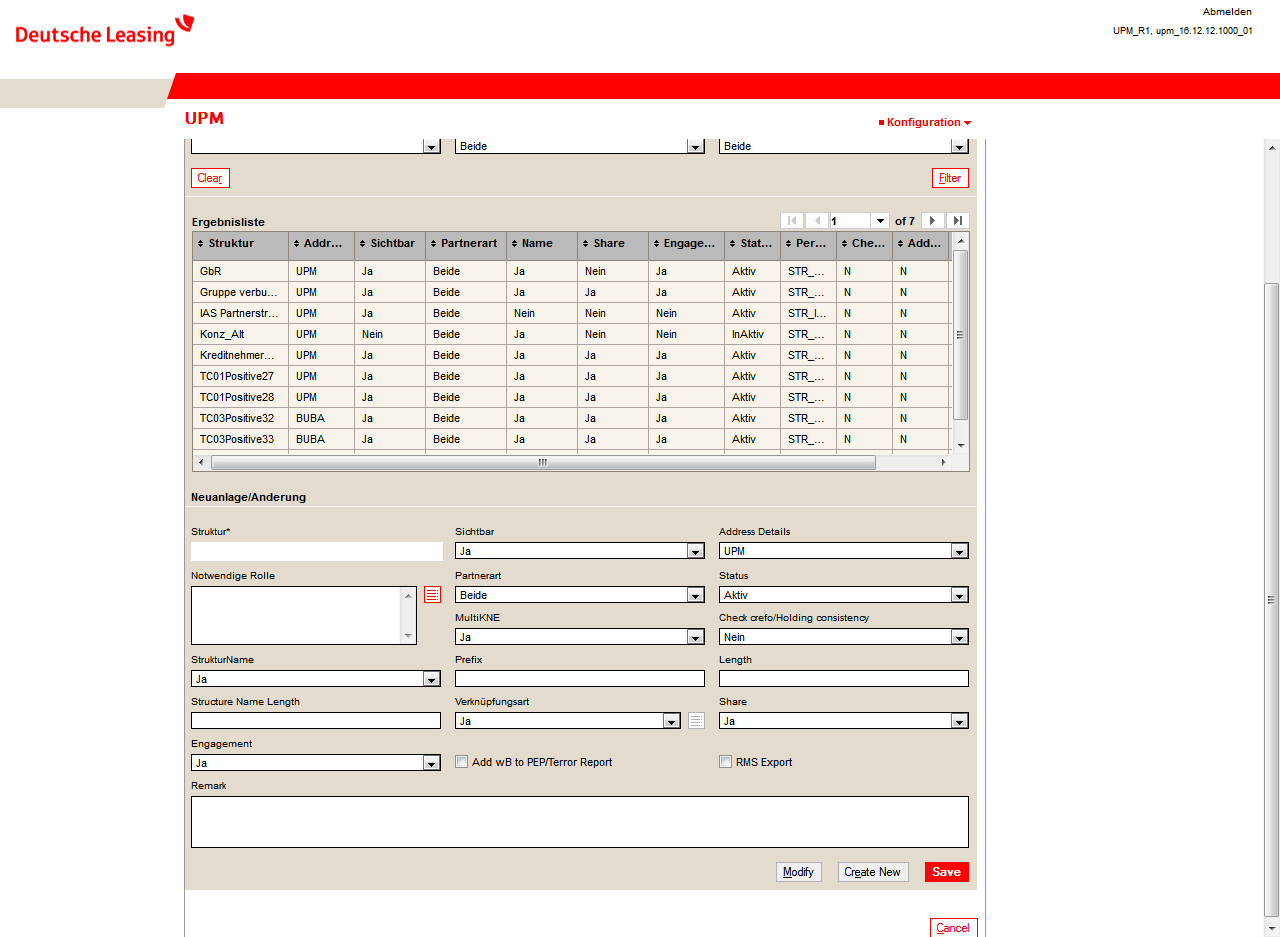 Deutsche Leasing
Abmelden
UPM_R1, upm_16.12.12.1000_01
UPM
Konfiguration
Beide Beide
Clear Filter
Ergebnisliste 1 of 7
Struktur Addr... Sichtbar Partnerart Name Share Engage... Stat... Per... Che... Add...
GbR UPM Ja Beide Ja Nein Ja Aktiv STR_... N N
Gruppe verbu... UPM Ja Beide Ja Ja Ja Aktiv STR_... N N
IAS Partnerstr... UPM Ja Beide Nein Nein Nein Aktiv STR_I... N N
Konz_Alt UPM Nein Beide Ja Nein Nein InAktiv STR_... N N
Kreditnehmer... UPM Ja Beide Ja Ja Ja Aktiv STR_... N N
TC01Positive27 UPM Ja Beide Ja Ja Ja Aktiv STR_... N N
TC01Positive28 UPM Ja Beide Ja Ja Ja Aktiv STR_... N N
TC03Positive32 BUBA Ja Beide Ja Ja Ja Aktiv STR_... N N
TC03Positive33 BUBA Ja Beide Ja Ja Ja Aktiv STR_... N N
Neuanlage/Anderung
Struktur* Sichtbar Address Details
Ja UPM
Notwendige Rolle Partnerart Status
Beide Aktiv
MultiKNE Check crefo/Holding consistency
Ja Nein
StrukturName Prefix Length
Ja
Structure Name Length Verknüpfungsart Share
Ja Ja
Engagement
Ja Add wB to PEP/Terror Report RMS Export
Remark
Modify Create New Save
Cancel